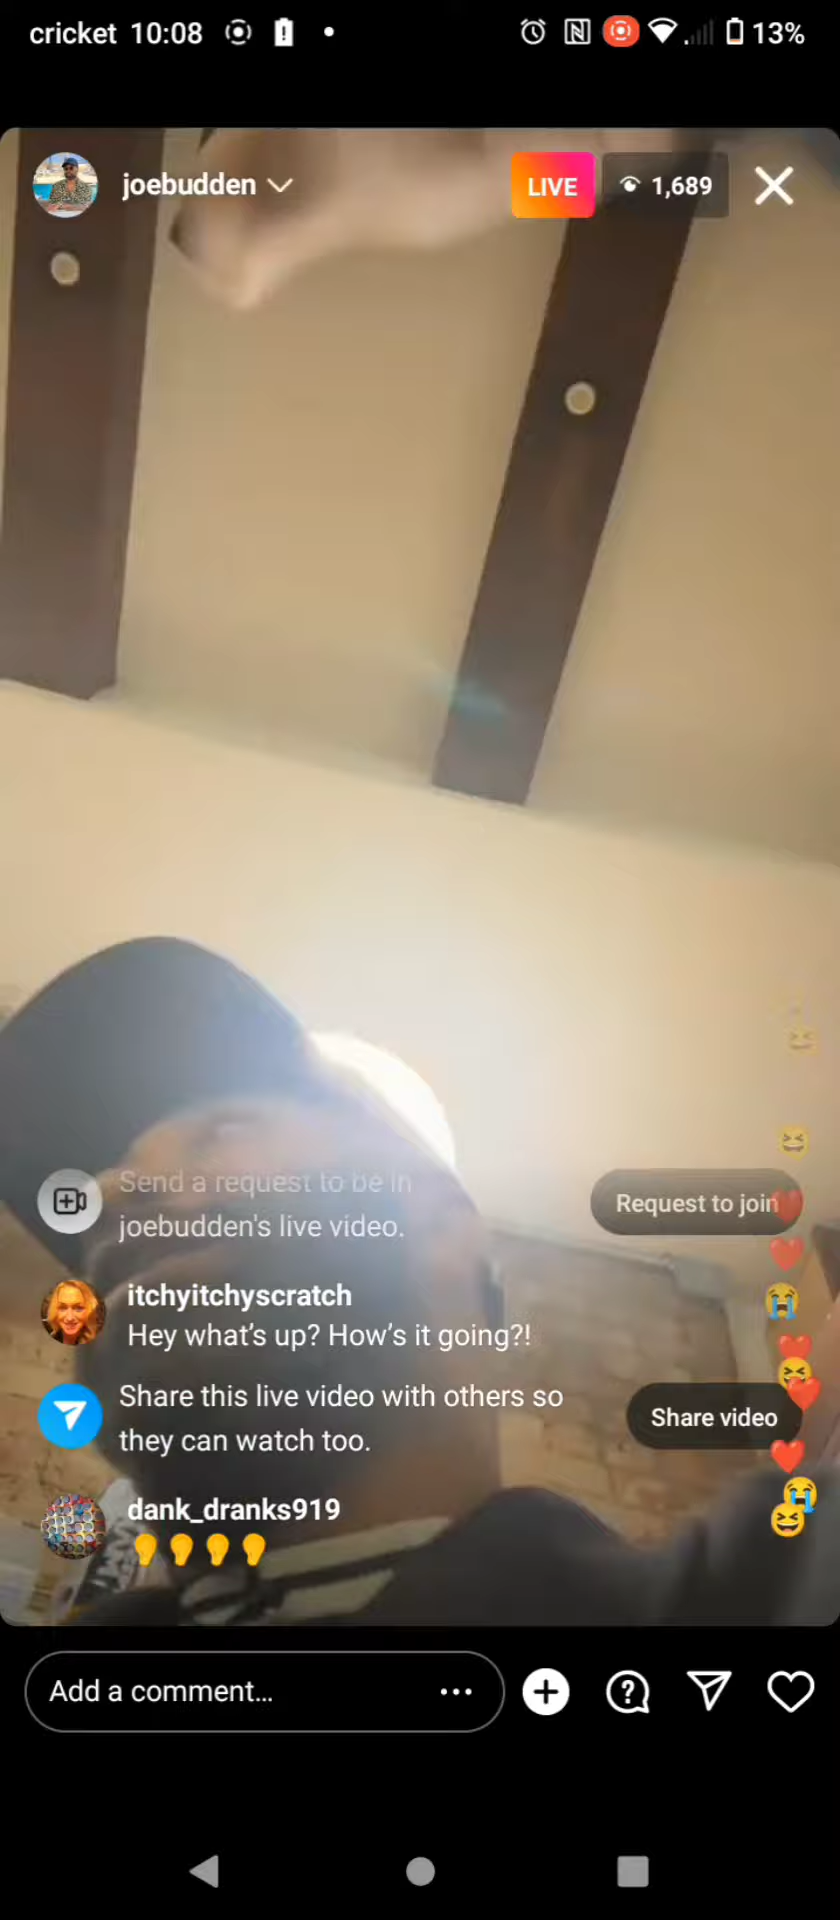 cricket 10:08
13%
joebudden
LIVE
1,689
Send a request to be in
joebudden's live video.
Request to join
itchyitchyscratch
Hey what's up? How's it going?!
Share this live video with others so
they can watch too.
Share video
dank_dranks919
👂👂👂👂
Add a comment...